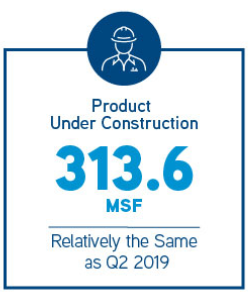 Product
Under Construction
313.6
MSF
Relatively the Same
as Q2 2019